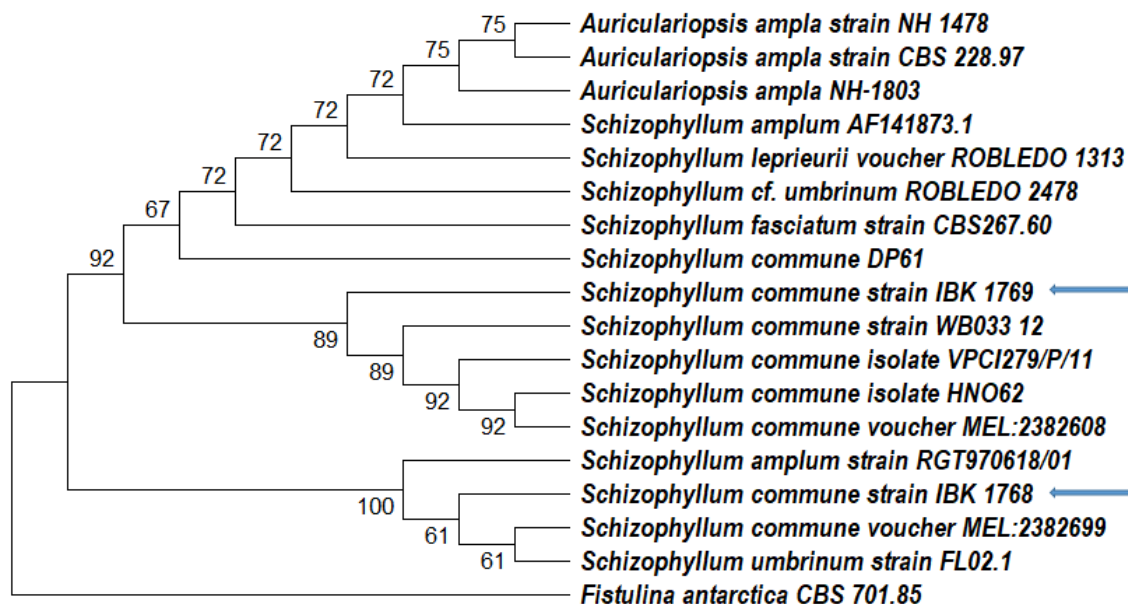 75 Auriculariopsis ampla strain NH 1478
75 Auriculariopsis ampla strain CBS 228.97
72 Auriculariopsis ampla NH-1803
72 Schizophyllum amplum AF141873.1
72 Schizophyllum leprieurii voucher ROBLEDO 1313
72 Schizophyllum cf. umbrinum ROBLEDO 2478
67 Schizophyllum fasciatum strain CBS267.60
92 Schizophyllum commune DP61
Schizophyllum commune strain IBK 1769
89 Schizophyllum commune strain WB033 12
89 Schizophyllum commune isolate VPCI279/P/11
92 Schizophyllum commune isolate HNO62
92 Schizophyllum commune voucher MEL:2382608
Schizophyllum amplum strain RGT970618/01
100 Schizophyllum commune strain IBK 1768
61 Schizophyllum commune voucher MEL:2382699
61 Schizophyllum umbrinum strain FL02.1
Fistulina antarctica CBS 701.85